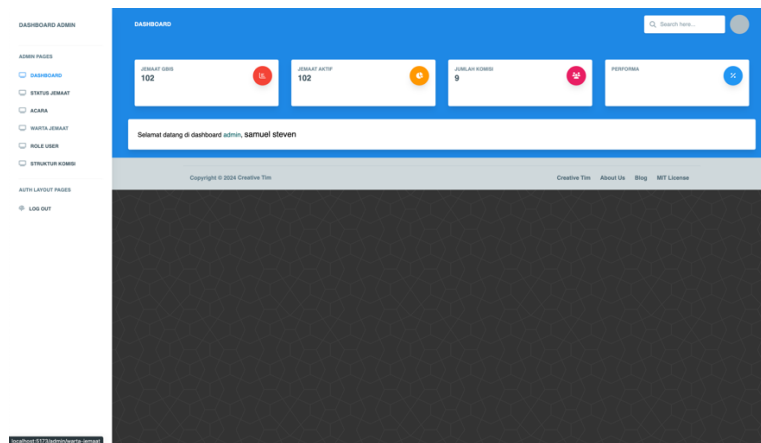 DASHBOARD ADMIN
ADMIN PAGES
DASHBOARD
STATUS JEMAAT
ACARA
WARTA JEMAAT
ROLE USER
STRUKTUR KOMISI
AUTH LAYOUT PAGES
LOG OUT
DASHBOARD
Search here...
JEMAAT GBIS
102
JEMAAT AKTIF
102
JUMLAH KOMISI
9
PERFORMA
Selamat datang di dashboard admin, samuel steven
Copyright © 2024 Creative Tim
Creative Tim About Us Blog MIT License
localhost:5173/admin/warta-jemaat